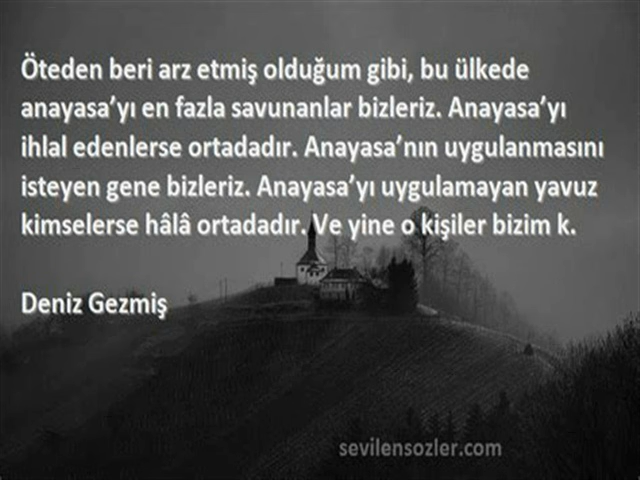 Öteden beri arz etmiş olduğum gibi, bu ülkede
anayasa’yı en fazla savunanlar bizleriz. Anayasa’yı
ihlal edenlerse ortadadır. Anayasa’nın uygulanmasını
isteyen gene bizleriz. Anayasa’yı uygulamayan yavuz
kimselerse hâlâ ortadadır. Ve yine o kişiler bizim k.
Deniz Gezmiş
sevilensozler.com